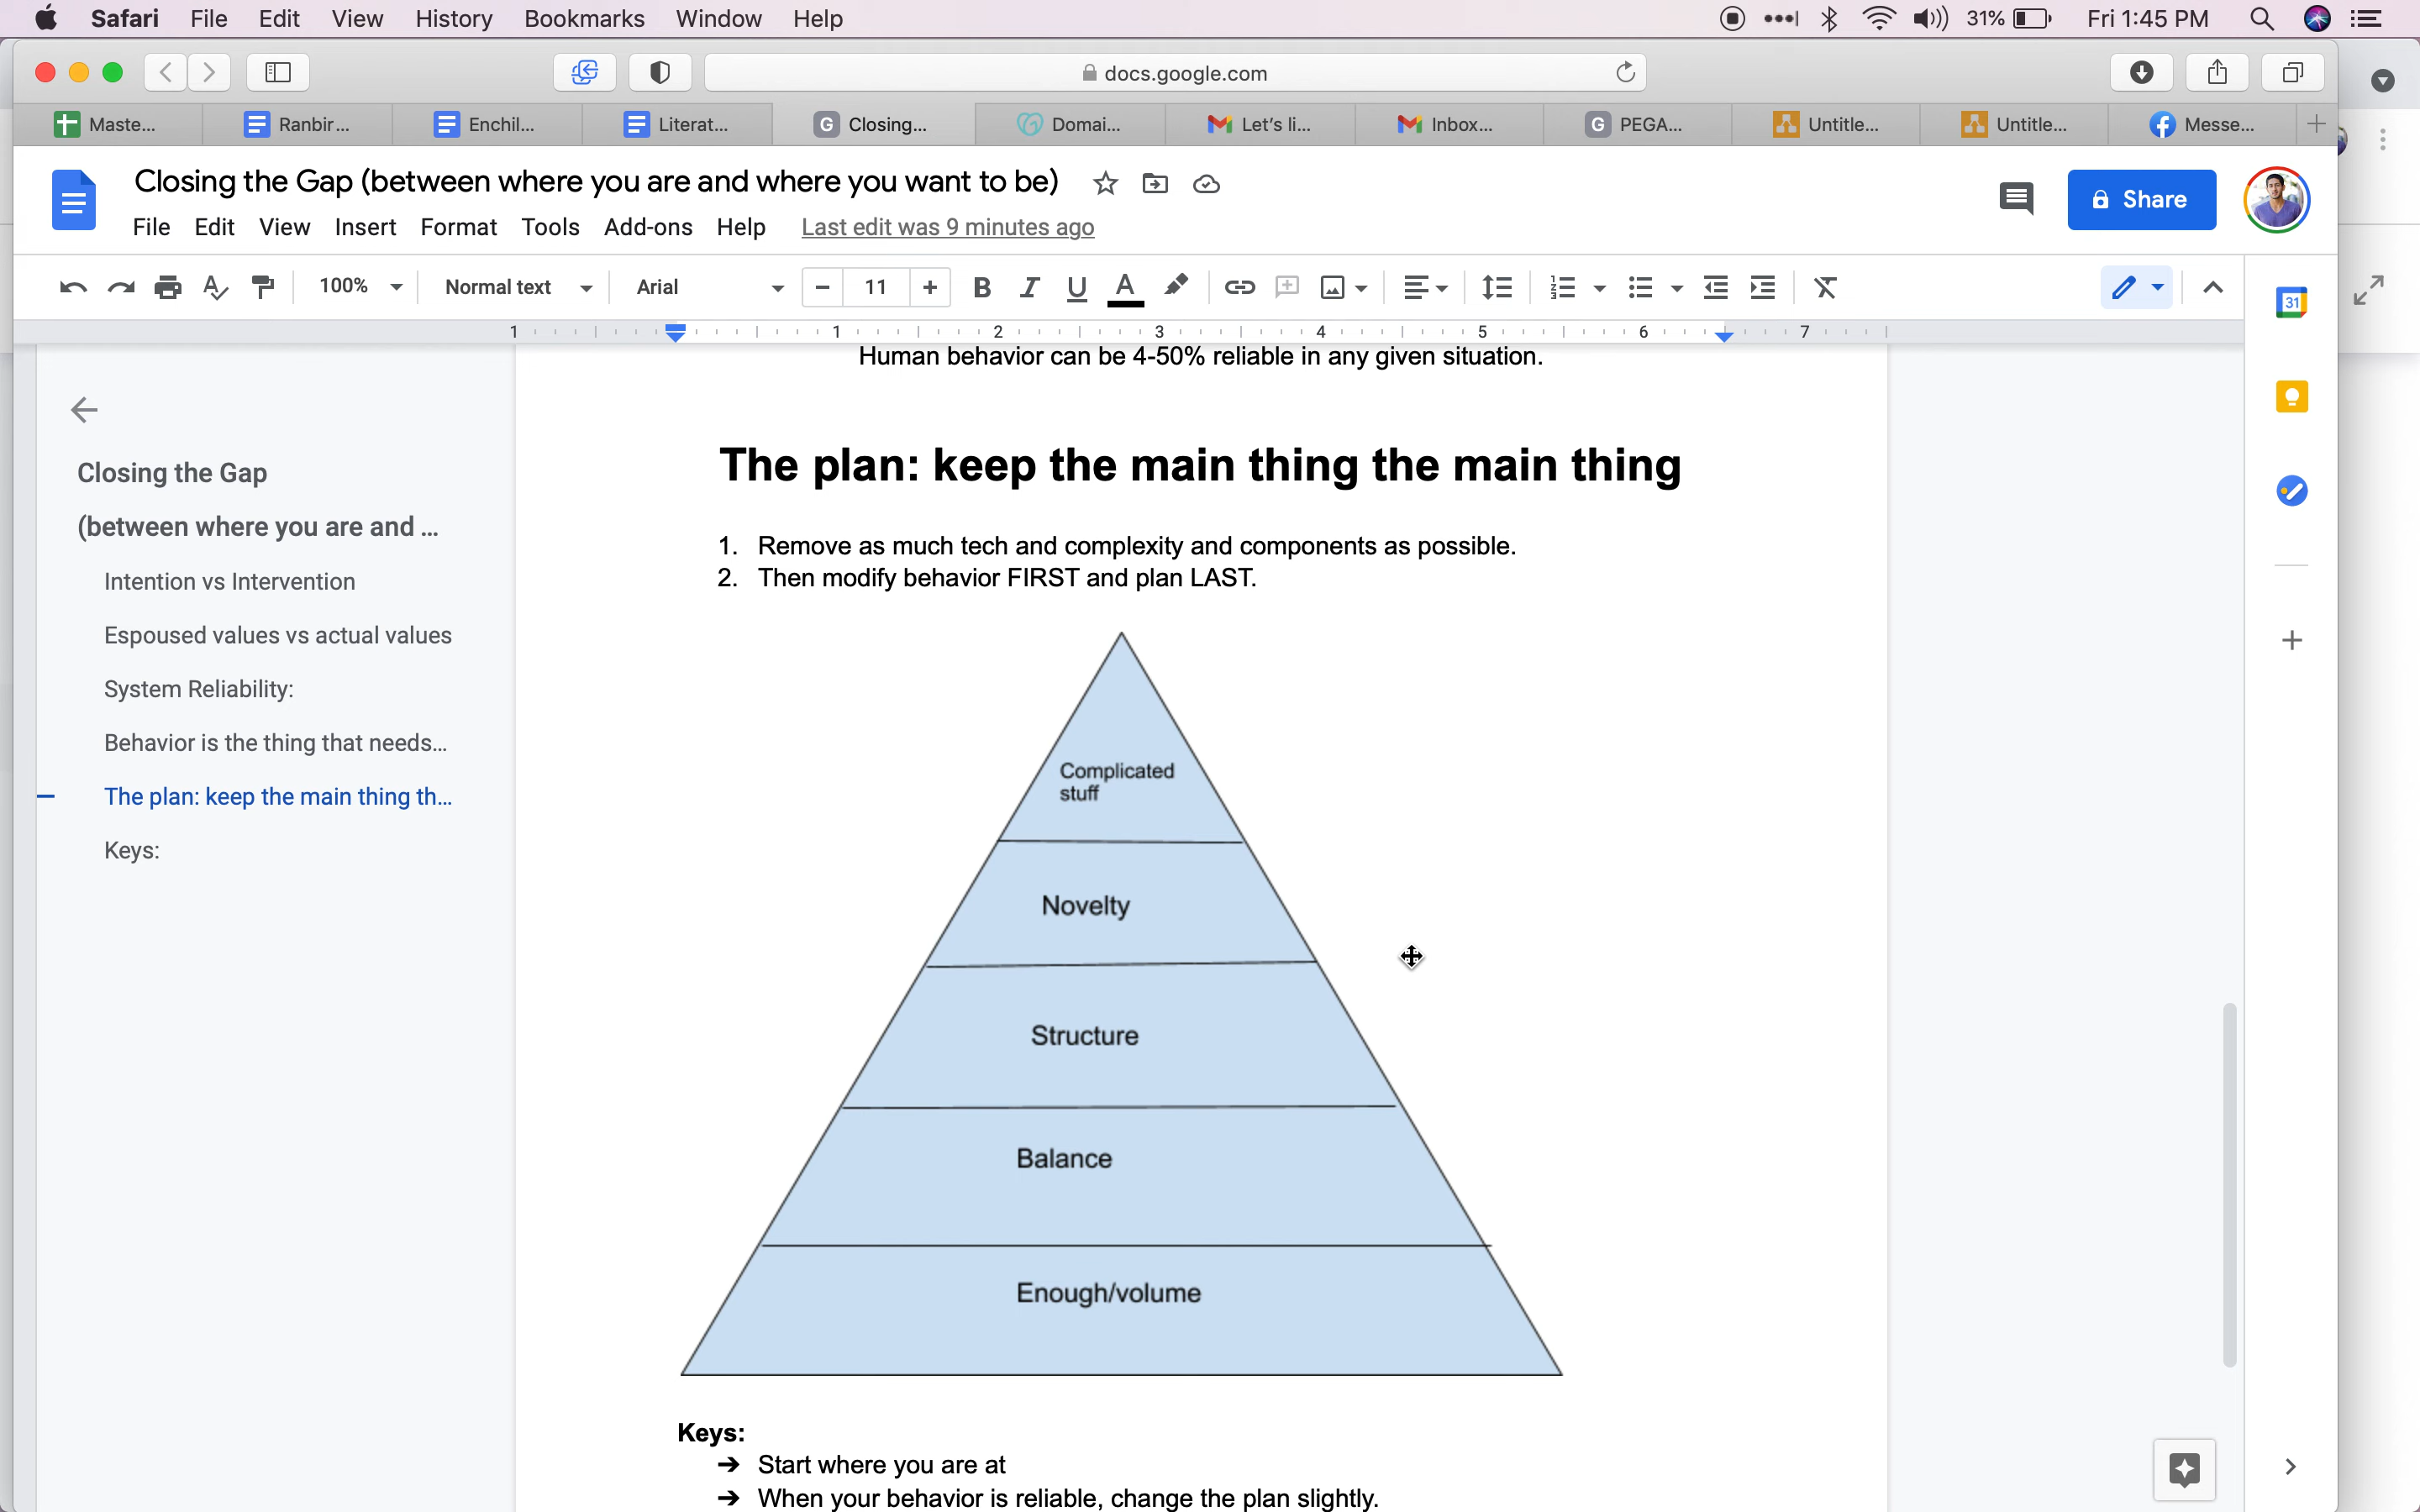 Safari File Edit View History Bookmarks Window Help 31% Fri 1:45 PM
docs.google.com
Maste... Ranbir... Enchil... Literat... G Closing... Domai... Let's li... Inbox... G PEGA... Untitle... Untitle... Messe...
Closing the Gap (between where you are and where you want to be)
Share
File Edit View Insert Format Tools Add-ons Help Last edit was 9 minutes ago
100% Normal text Arial 11
31
1 1 2 3 4 5 6 7
Human behavior can be 4-50% reliable in any given situation.
Closing the Gap
(between where you are and ...
Intention vs Intervention
Espoused values vs actual values
System Reliability:
Behavior is the thing that needs...
The plan: keep the main thing th...
Keys:
The plan: keep the main thing the main thing
1. Remove as much tech and complexity and components as possible.
2. Then modify behavior FIRST and plan LAST.
Complicated
stuff
Novelty
Structure
Balance
Enough/volume
Keys:
➔ Start where you are at
➔ When your behavior is reliable, change the plan slightly.